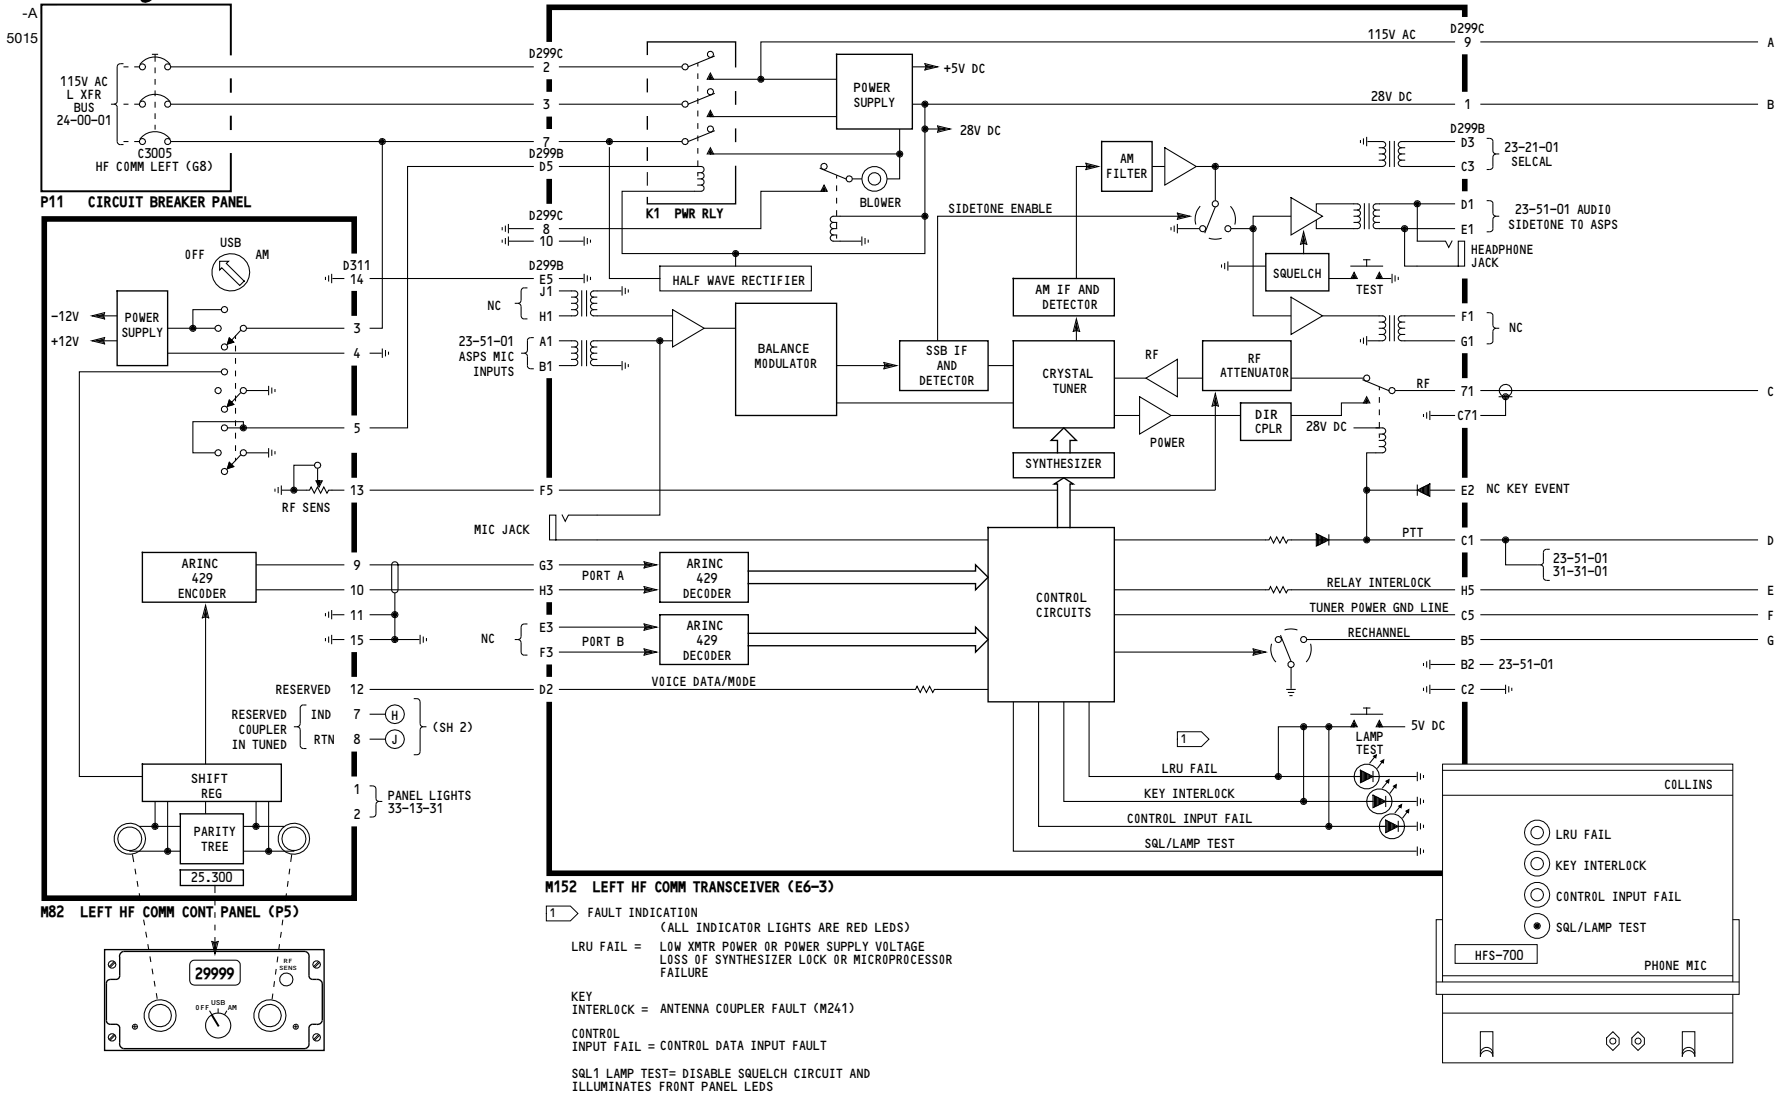 -A
5015
115V AC
L XFR
BUS
24-00-01
C3005
HF COMM LEFT (G8)
P11 CIRCUIT BREAKER PANEL
D299C
2
3
7
D299B
D5
D299C
8
10
D299B
E5
J1
NC
H1
23-51-01
ASPS MIC
INPUTS
A1
B1
K1 PWR RLY
POWER
SUPPLY
+5V DC
28V DC
BLOWER
HALF WAVE RECTIFIER
115V AC
D299C
9
A
28V DC
1
B
D299B
D3
C3
23-21-01
SELCAL
AM
FILTER
SIDETONE ENABLE
D1
E1
23-51-01 AUDIO
SIDETONE TO ASPS
HEADPHONE
JACK
SQUELCH
TEST
F1
G1
NC
AM IF AND
DETECTOR
BALANCE
MODULATOR
SSB IF
AND
DETECTOR
CRYSTAL
TUNER
RF
RF
ATTENUATOR
POWER
DIR
CPLR
28V DC
RF
71
C
C71
SYNTHESIZER
USB
OFF
AM
D311
14
POWER
SUPPLY
-12V
+12V
3
4
5
13
RF SENS
F5
MIC JACK
E2 NC KEY EVENT
PTT
C1
D
23-51-01
31-31-01
ARINC
429
ENCODER
9
10
11
15
G3
H3
PORT A
ARINC
429
DECODER
NC
E3
F3
PORT B
ARINC
429
DECODER
CONTROL
CIRCUITS
RELAY INTERLOCK
H5
E
TUNER POWER GND LINE
C5
F
RECHANNEL
B5
G
B2
23-51-01
C2
RESERVED
12
D2
VOICE DATA/MODE
RESERVED
COUPLER
IN TUNED
IND
RTN
7
8
H
J
(SH 2)
1
2
PANEL LIGHTS
33-13-31
SHIFT
REG
PARITY
TREE
25.300
M82 LEFT HF COMM CONT PANEL (P5)
1
LAMP
TEST
5V DC
LRU FAIL
KEY INTERLOCK
CONTROL INPUT FAIL
SQL/LAMP TEST
M152 LEFT HF COMM TRANSCEIVER (E6-3)
1 FAULT INDICATION
(ALL INDICATOR LIGHTS ARE RED LEDS)
LRU FAIL = LOW XMTR POWER OR POWER SUPPLY VOLTAGE
LOSS OF SYNTHESIZER LOCK OR MICROPROCESSOR
FAILURE
KEY
INTERLOCK = ANTENNA COUPLER FAULT (M241)
CONTROL
INPUT FAIL = CONTROL DATA INPUT FAULT
SQL1 LAMP TEST= DISABLE SQUELCH CIRCUIT AND
ILLUMINATES FRONT PANEL LEDS
29999
RF
SENS
USB
OFF
AM
COLLINS
LRU FAIL
KEY INTERLOCK
CONTROL INPUT FAIL
SQL/LAMP TEST
HFS-700
PHONE MIC